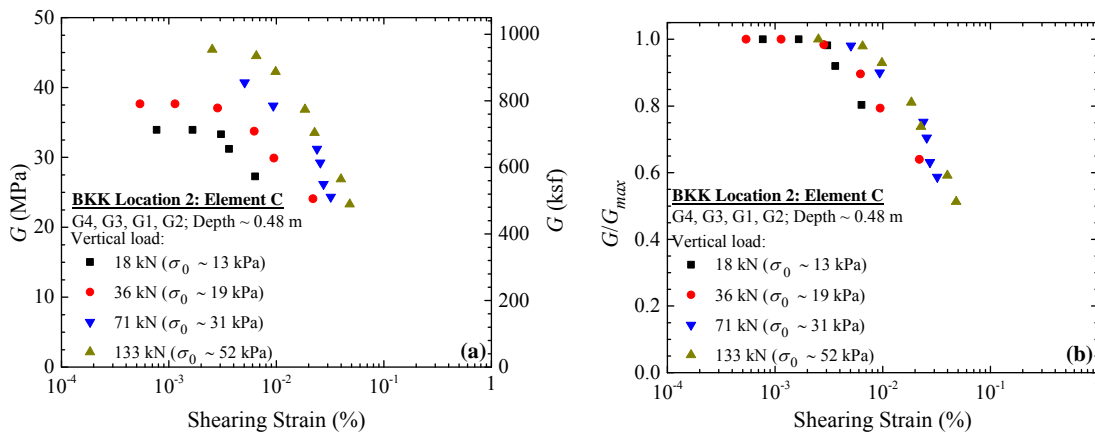 50
40
30
20
10
0
G (MPa)
1000
800
600
400
200
0
G (ksf)
BKK Location 2: Element C
G4, G3, G1, G2; Depth ~ 0.48 m
Vertical load:
18 kN (σ0 ~ 13 kPa)
36 kN (σ0 ~ 19 kPa)
71 kN (σ0 ~ 31 kPa)
133 kN (σ0 ~ 52 kPa)
(a)
10-4 10-3 10-2 10-1 1
Shearing Strain (%)
1.0
0.8
0.6
0.4
0.2
0.0
G/Gmax
BKK Location 2: Element C
G4, G3, G1, G2; Depth ~ 0.48 m
Vertical load:
18 kN (σ0 ~ 13 kPa)
36 kN (σ0 ~ 19 kPa)
71 kN (σ0 ~ 31 kPa)
133 kN (σ0 ~ 52 kPa)
(b)
10-4 10-3 10-2 10-1
Shearing Strain (%)